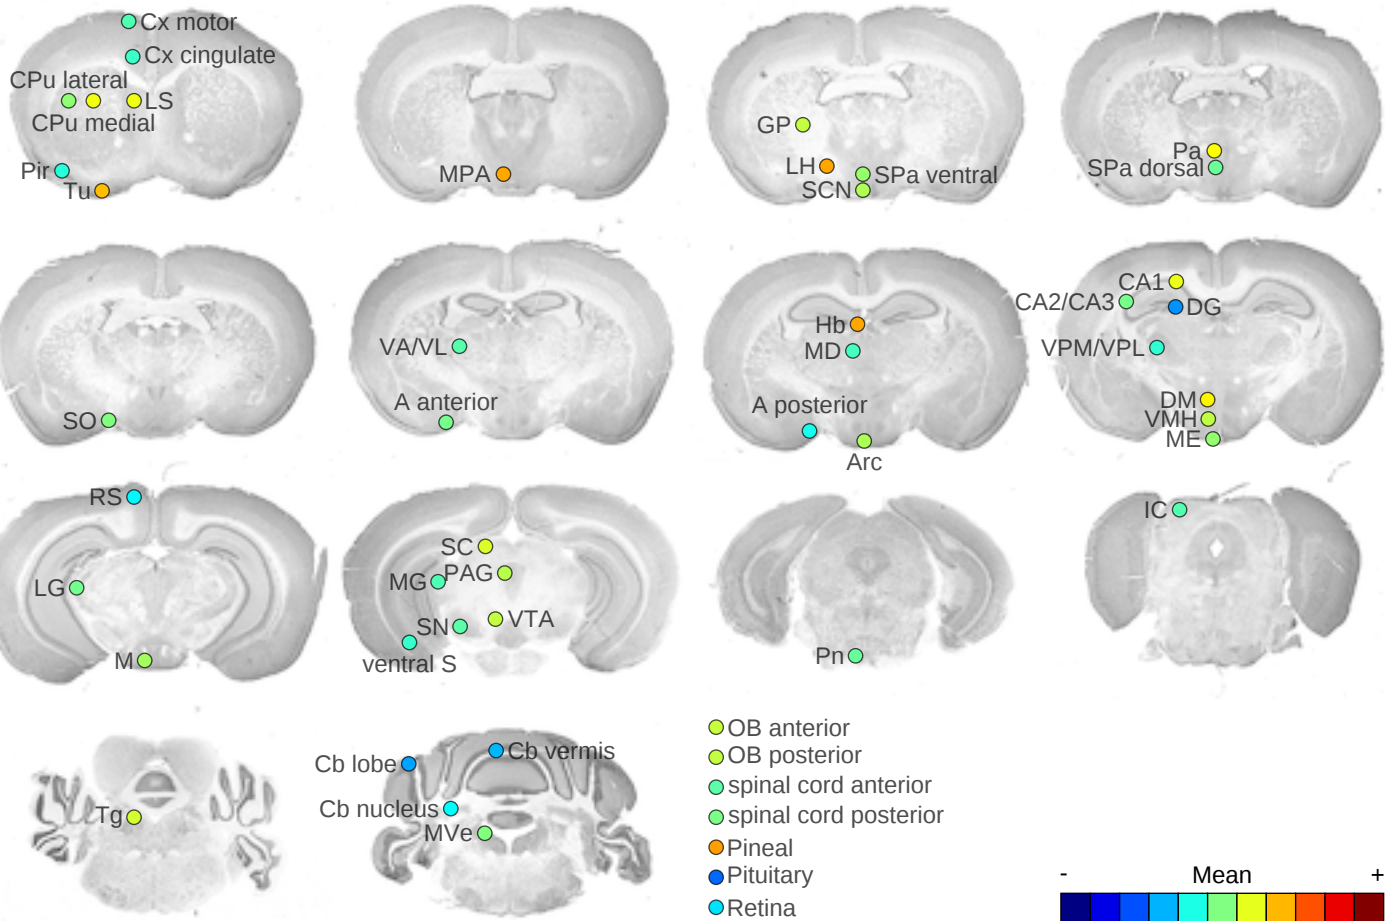 Cx motor
Cx cingulate
CPu lateral
LS
CPu medial
Pir
Tu
MPA
GP
LH
SPa ventral
SCN
Pa
SPa dorsal
SO
VA/VL
A anterior
Hb
MD
A posterior
Arc
CA1
CA2/CA3
DG
VPM/VPL
DM
VMH
ME
RS
LG
M
SC
MG
PAG
SN
VTA
ventral S
Pn
IC
Tg
Cb lobe
Cb vermis
Cb nucleus
MVe
OB anterior
OB posterior
spinal cord anterior
spinal cord posterior
Pineal
Pituitary
Retina
- Mean +